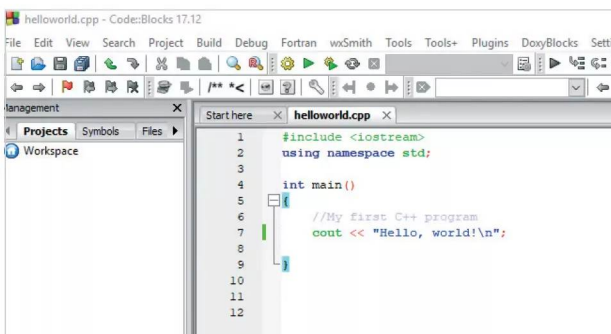 helloworld.cpp - Code::Blocks 17.12
File Edit View Search Project Build Debug Fortran wxSmith Tools Tools+ Plugins DoxyBlocks Setti
/** *<
anagement X
Projects Symbols Files
Workspace
Start here X helloworld.cpp X
1 #include <iostream>
2 using namespace std;
3
4 int main()
5 {
6 //My first C++ program
7 cout << "Hello, world!\n";
8
9 }
10
11
12